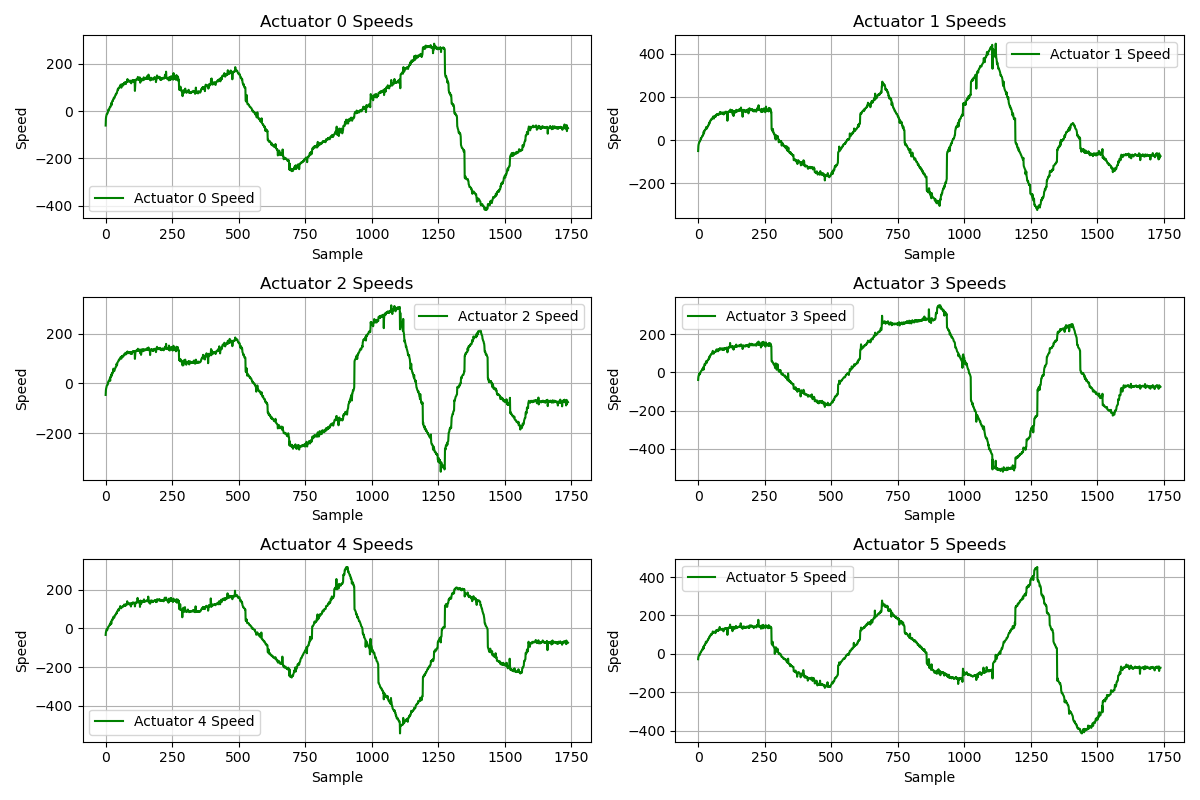 Actuator 0 Speeds
Speed
200
0
−200
−400
Actuator 0 Speed
0 250 500 750 1000 1250 1500 1750
Sample
Actuator 1 Speeds
Speed
400
200
0
−200
Actuator 1 Speed
0 250 500 750 1000 1250 1500 1750
Sample
Actuator 2 Speeds
Speed
200
0
−200
Actuator 2 Speed
0 250 500 750 1000 1250 1500 1750
Sample
Actuator 3 Speeds
Speed
200
0
−200
−400
Actuator 3 Speed
0 250 500 750 1000 1250 1500 1750
Sample
Actuator 4 Speeds
Speed
200
0
−200
−400
Actuator 4 Speed
0 250 500 750 1000 1250 1500 1750
Sample
Actuator 5 Speeds
Speed
400
200
0
−200
−400
Actuator 5 Speed
0 250 500 750 1000 1250 1500 1750
Sample